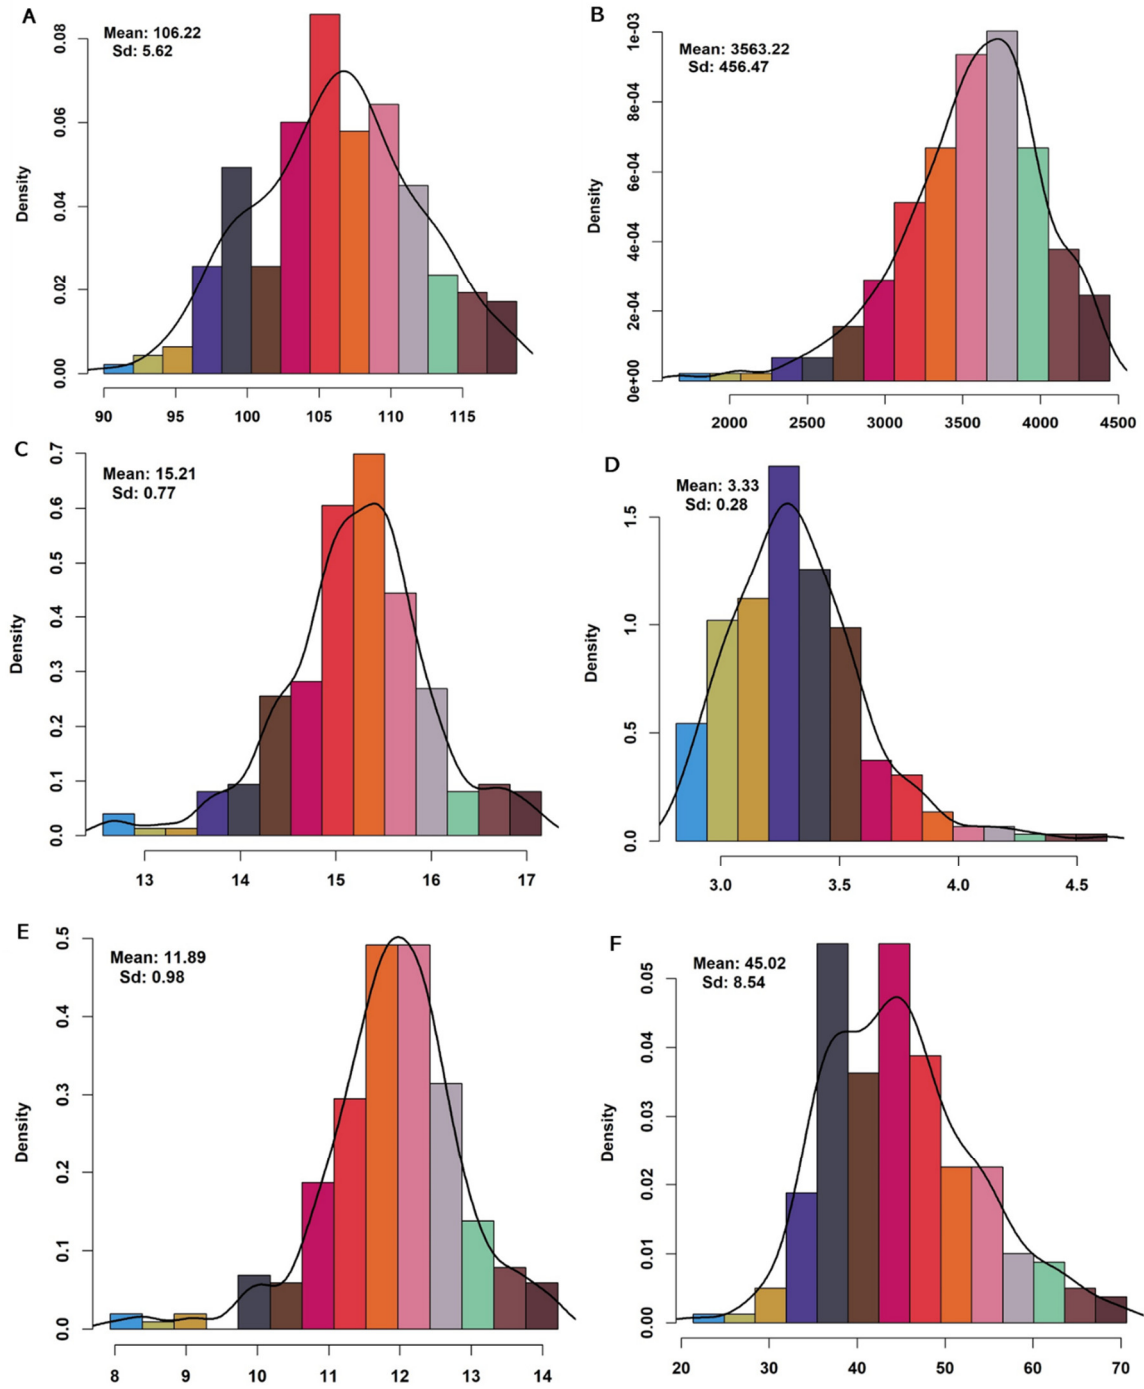 A
Mean: 106.22
Sd: 5.62
Density
0.00
0.02
0.04
0.06
0.08
90 95 100 105 110 115
B
Mean: 3563.22
Sd: 456.47
Density
0e+00
2e-04
4e-04
6e-04
8e-04
1e-03
2000 2500 3000 3500 4000 4500
C
Mean: 15.21
Sd: 0.77
Density
0.0
0.1
0.2
0.3
0.4
0.5
0.6
0.7
13 14 15 16 17
D
Mean: 3.33
Sd: 0.28
Density
0.0
0.5
1.0
1.5
3.0 3.5 4.0 4.5
E
Mean: 11.89
Sd: 0.98
Density
0.0
0.1
0.2
0.3
0.4
0.5
8 9 10 11 12 13 14
F
Mean: 45.02
Sd: 8.54
Density
0.00
0.01
0.02
0.03
0.04
0.05
20 30 40 50 60 70